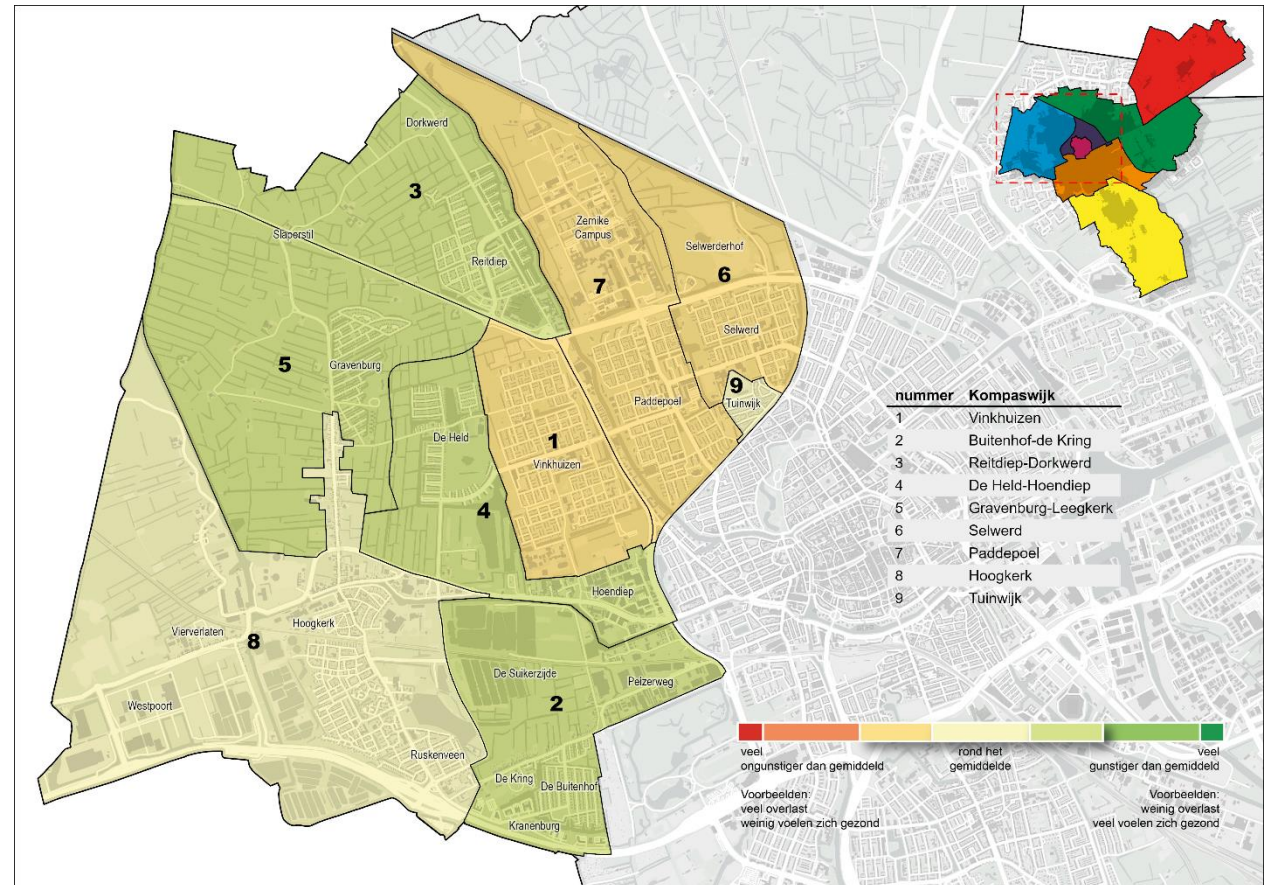 Dorkwerd
3
Slaperstil
Zernike
Campus
Selwerderhof
Reitdiep
6
7
Selwerd
5
Gravenburg
9
Tuinwijk
Paddepoel
De Held
1
Vinkhuizen
4
Hoendiep
Hoogkerk
Vierverlaten
8
De Suikerzijde
Peizerweg
2
Westpoort
Ruskenveen
De Kring
De Buitenhof
Kranenburg
nummer Kompaswijk
1 Vinkhuizen
2 Buitenhof-de Kring
3 Reitdiep-Dorkwerd
4 De Held-Hoendiep
5 Gravenburg-Leegkerk
6 Selwerd
7 Paddepoel
8 Hoogkerk
9 Tuinwijk
veel
ongunstiger dan gemiddeld
rond het
gemiddelde
veel
gunstiger dan gemiddeld
Voorbeelden:
veel overlast
weinig voelen zich gezond
Voorbeelden:
weinig overlast
veel voelen zich gezond